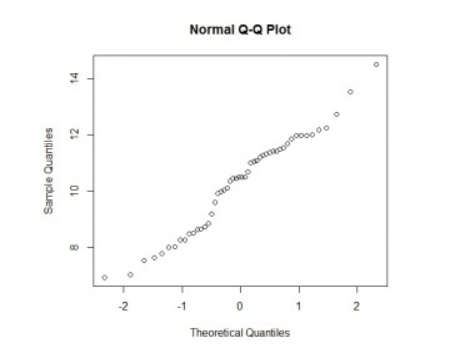 Normal Q-Q Plot
14
12
10
8
Sample Quantiles
-2 -1 0 1 2
Theoretical Quantiles